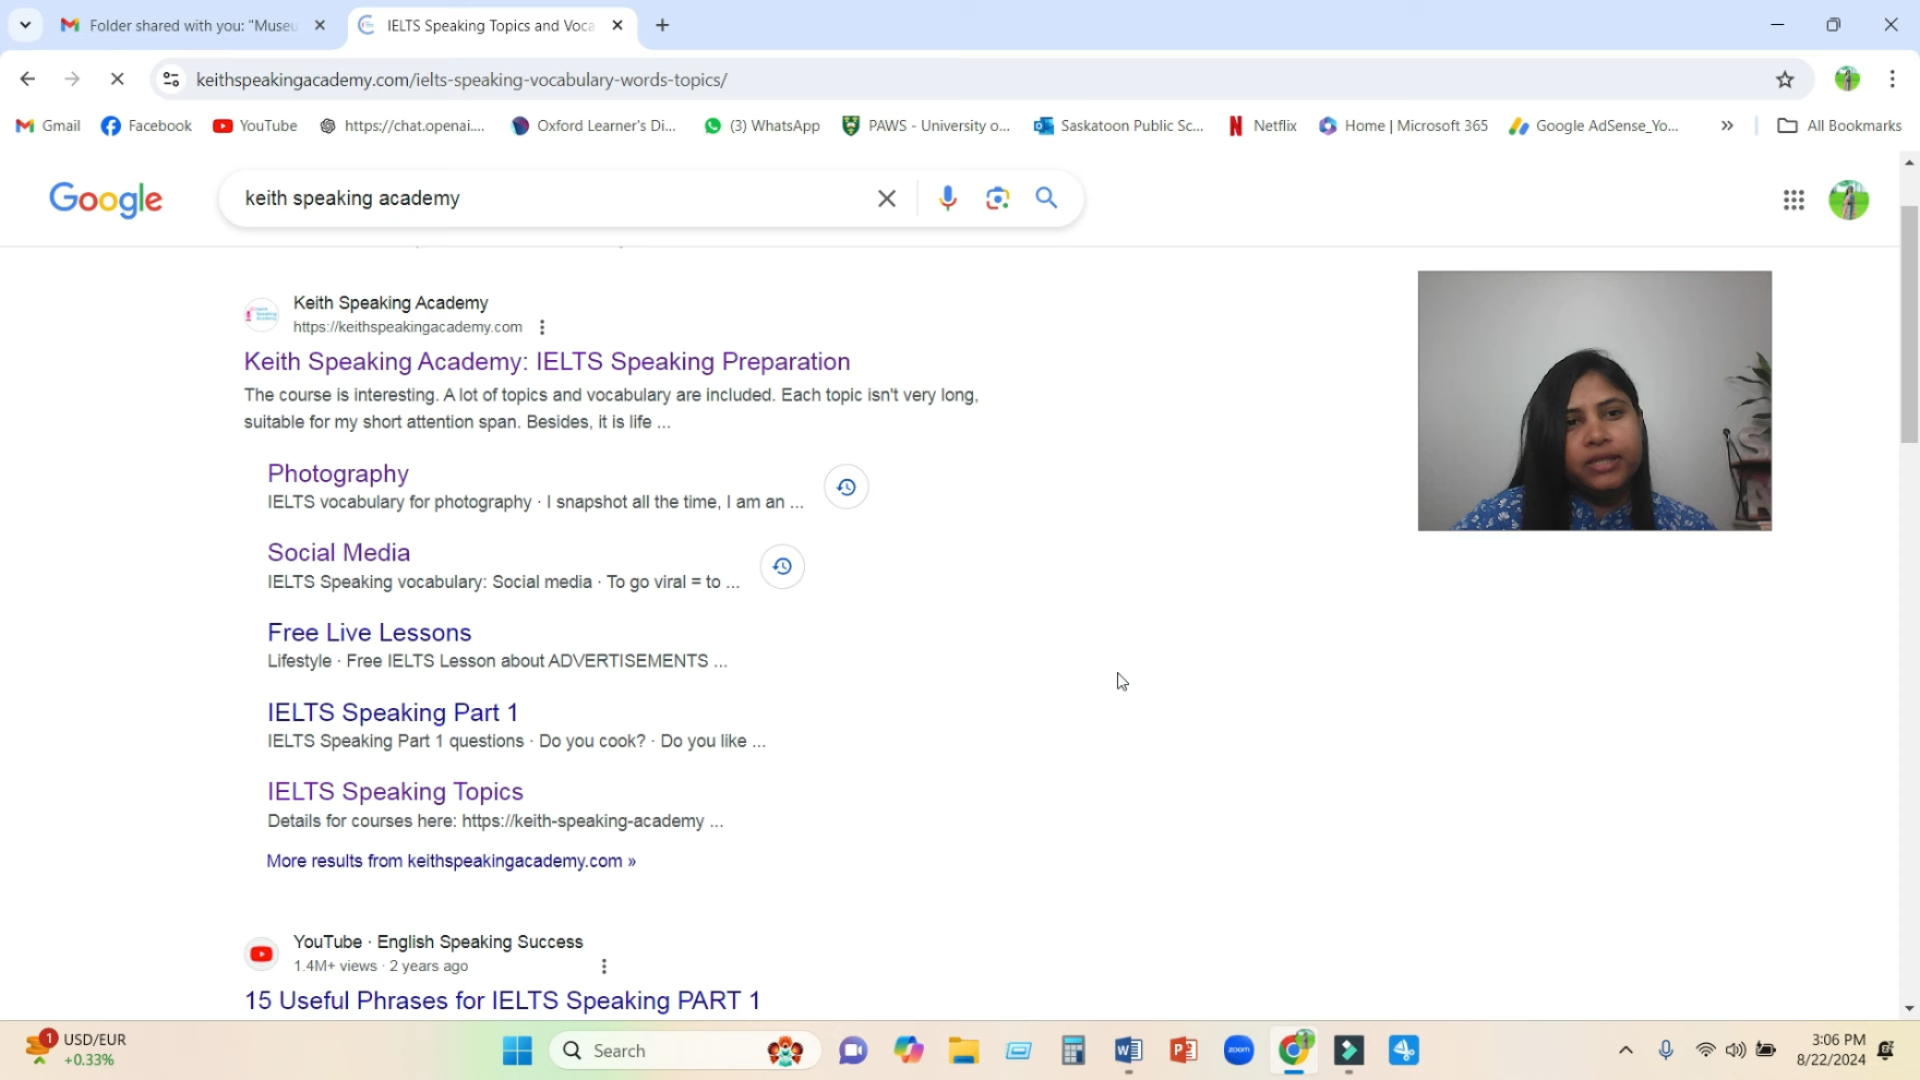 Folder shared with you: "Museu
IELTS Speaking Topics and Voca
keithspeakingacademy.com/ielts-speaking-vocabulary-words-topics/
Gmail
Facebook
YouTube
https://chat.openai....
Oxford Learner's Di...
(3) WhatsApp
PAWS - University o...
Saskatoon Public Sc...
Netflix
Home | Microsoft 365
Google AdSense_Yo...
»
All Bookmarks
Google
keith speaking academy
Keith Speaking Academy
https://keithspeakingacademy.com
Keith Speaking Academy: IELTS Speaking Preparation
The course is interesting. A lot of topics and vocabulary are included. Each topic isn't very long,
suitable for my short attention span. Besides, it is life ...
Photography
IELTS vocabulary for photography · I snapshot all the time, I am an ...
Social Media
IELTS Speaking vocabulary: Social media · To go viral = to ...
Free Live Lessons
Lifestyle · Free IELTS Lesson about ADVERTISEMENTS ...
IELTS Speaking Part 1
IELTS Speaking Part 1 questions · Do you cook? · Do you like ...
IELTS Speaking Topics
Details for courses here: https://keith-speaking-academy ...
More results from keithspeakingacademy.com »
YouTube · English Speaking Success
1.4M+ views · 2 years ago
15 Useful Phrases for IELTS Speaking PART 1
1
USD/EUR
+0.33%
Search
zoom
3:06 PM
8/22/2024